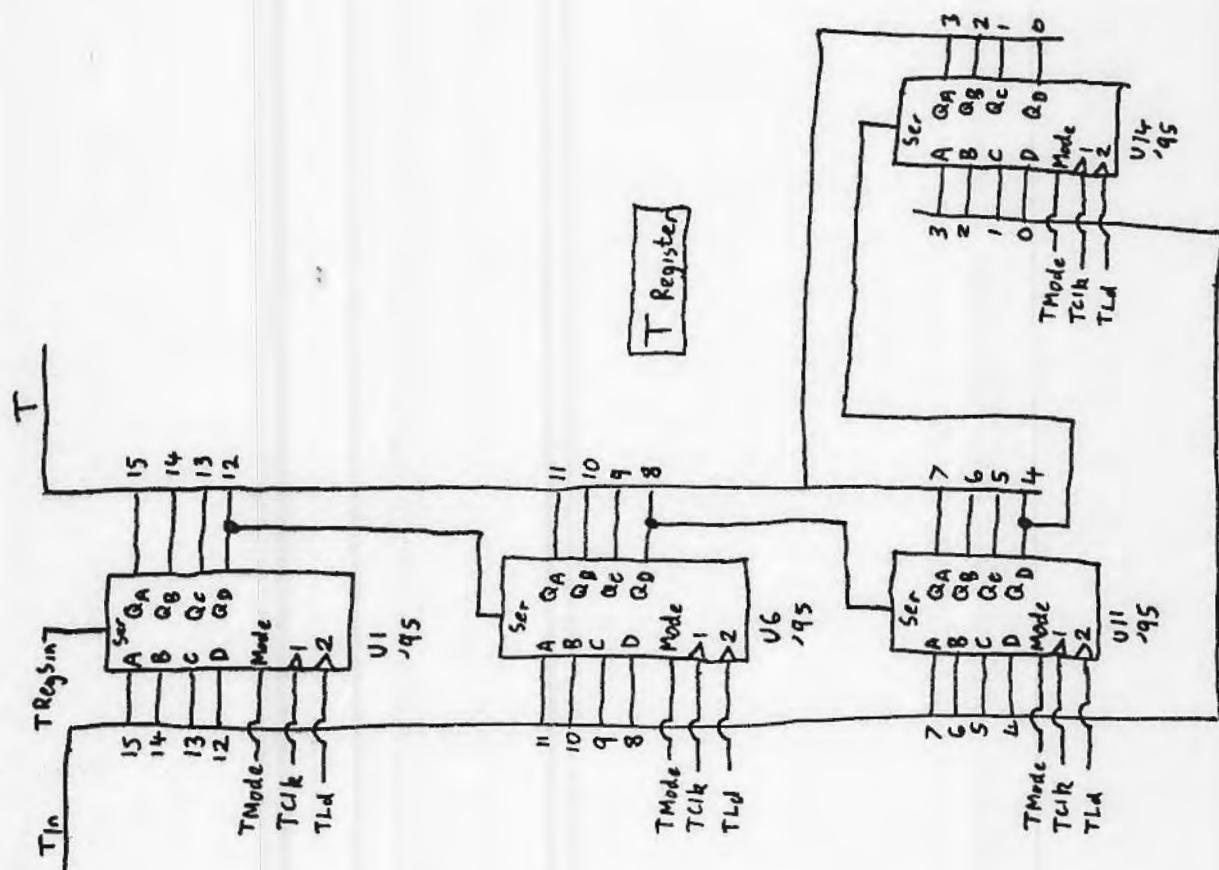 T
TRegSin
TIn
Ser
A QA
B QB
C QC
D QD
Mode
1
2
15
14
13
12
15
14
13
12
TMode
TClk
TLd
U1
'95
Ser
A QA
B QD
C QC
D QD
Mode
1
2
11
10
9
8
11
10
9
8
TMode
TClk
TLd
U6
'95
Ser
A QA
B QB
C QC
D QD
Mode
1
2
7
6
5
4
7
6
5
4
TMode
TClk
TLd
U11
'95
Ser
A QA
B QB
C QC
D QD
Mode
1
2
3
2
1
0
3
2
1
0
TMode
TClk
TLd
U14
'95
T Register